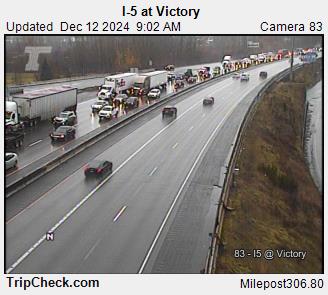 I-5 at Victory
Updated Dec 12 2024 9:02 AM Camera 83
T
N
83 - I5 @ Victory
TripCheck.com Milepost306.80